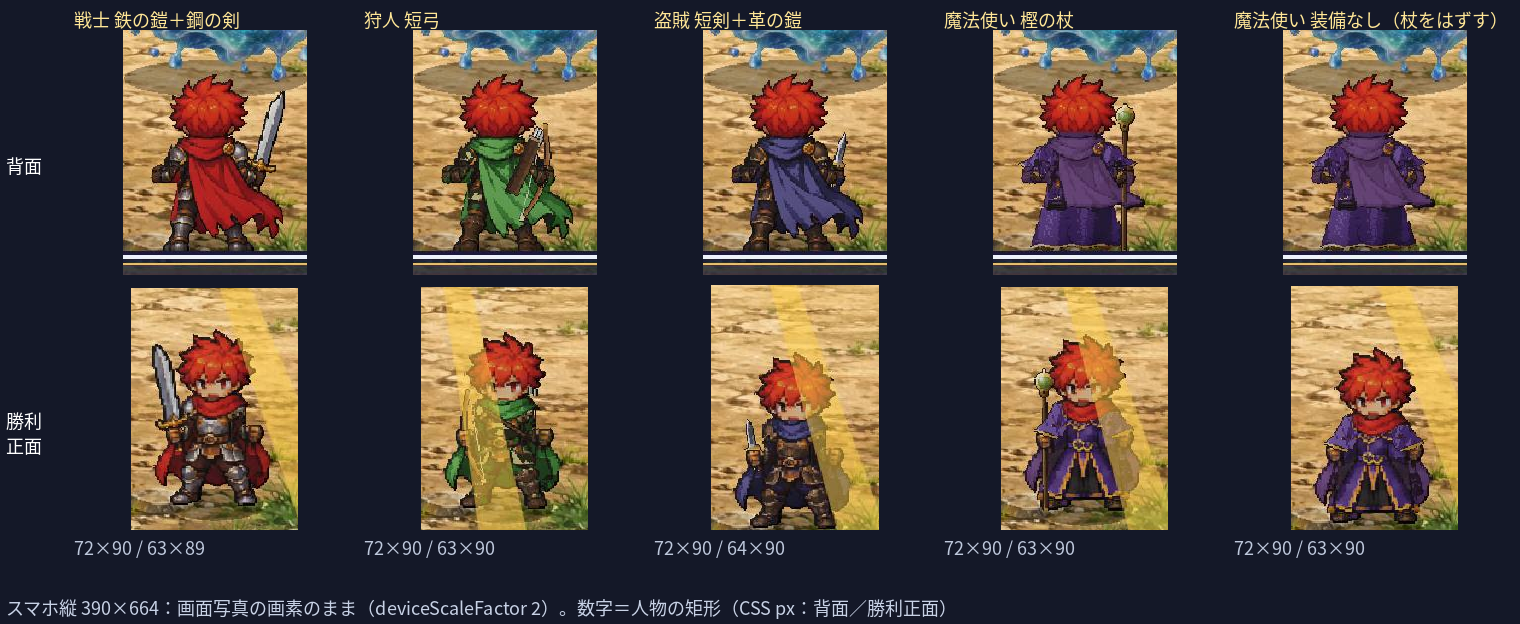 戦士 鉄の鎧＋鋼の剣
狩人 短弓
盗賊 短剣＋革の鎧
魔法使い 樫の杖
魔法使い 装備なし（杖をはずす）
背面
勝利
正面
72×90 / 63×89
72×90 / 63×90
72×90 / 64×90
72×90 / 63×90
72×90 / 63×90
スマホ縦 390×664：画面写真の画素のまま（deviceScaleFactor 2）。数字＝人物の矩形（CSS px：背面／勝利正面）